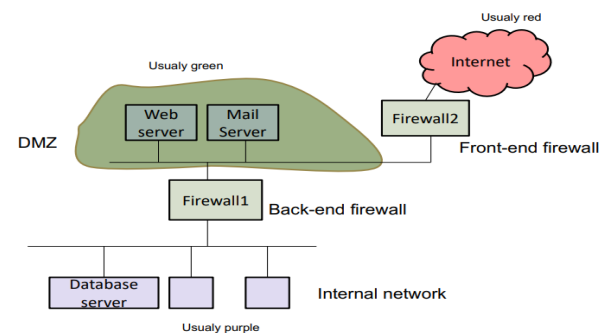 Usualy red
Internet
Usualy green
Web
server
Mail
Server
Firewall2
DMZ
Front-end firewall
Firewall1
Back-end firewall
Database
server
Internal network
Usualy purple